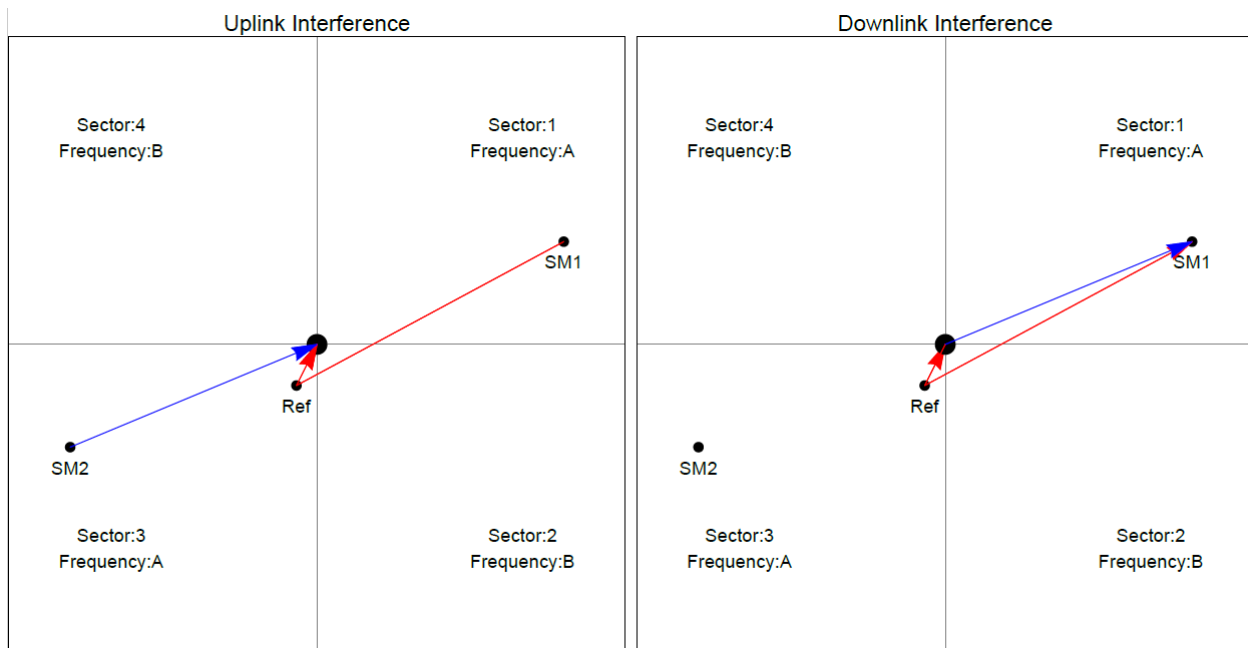 Uplink Interference
Sector:4
Frequency:B
Sector:1
Frequency:A
SM1
Ref
SM2
Sector:3
Frequency:A
Sector:2
Frequency:B
Downlink Interference
Sector:4
Frequency:B
Sector:1
Frequency:A
SM1
Ref
SM2
Sector:3
Frequency:A
Sector:2
Frequency:B